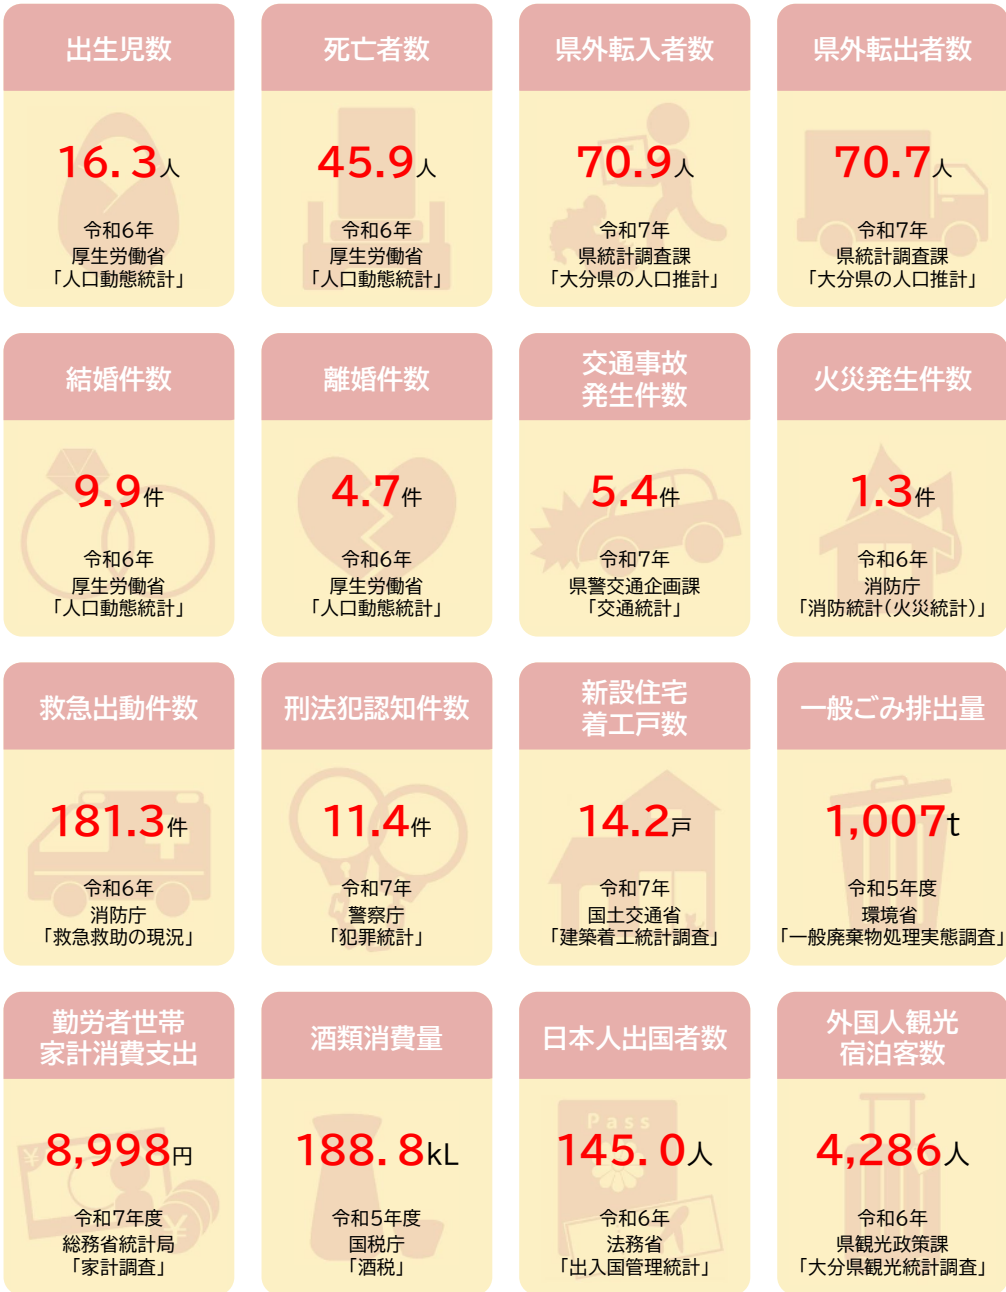 出生児数
16.3人
令和6年
厚生労働省
「人口動態統計」
死亡者数
45.9人
令和6年
厚生労働省
「人口動態統計」
県外転入者数
70.9人
令和7年
県統計調査課
「大分県の人口推計」
県外転出者数
70.7人
令和7年
県統計調査課
「大分県の人口推計」
結婚件数
9.9件
令和6年
厚生労働省
「人口動態統計」
離婚件数
4.7件
令和6年
厚生労働省
「人口動態統計」
交通事故
発生件数
5.4件
令和7年
県警交通企画課
「交通統計」
火災発生件数
1.3件
令和6年
消防庁
「消防統計(火災統計)」
救急出動件数
181.3件
令和6年
消防庁
「救急救助の現況」
刑法犯認知件数
11.4件
令和7年
警察庁
「犯罪統計」
新設住宅
着工戸数
14.2戸
令和7年
国土交通省
「建築着工統計調査」
一般ごみ排出量
1,007t
令和5年度
環境省
「一般廃棄物処理実態調査」
勤労者世帯
家計消費支出
¥
8,998円
¥
令和7年度
総務省統計局
「家計調査」
酒類消費量
188.8kL
令和5年度
国税庁
「酒税」
日本人出国者数
Pass
145.0人
令和6年
法務省
「出入国管理統計」
外国人観光
宿泊客数
4,286人
令和6年
県観光政策課
「大分県観光統計調査」